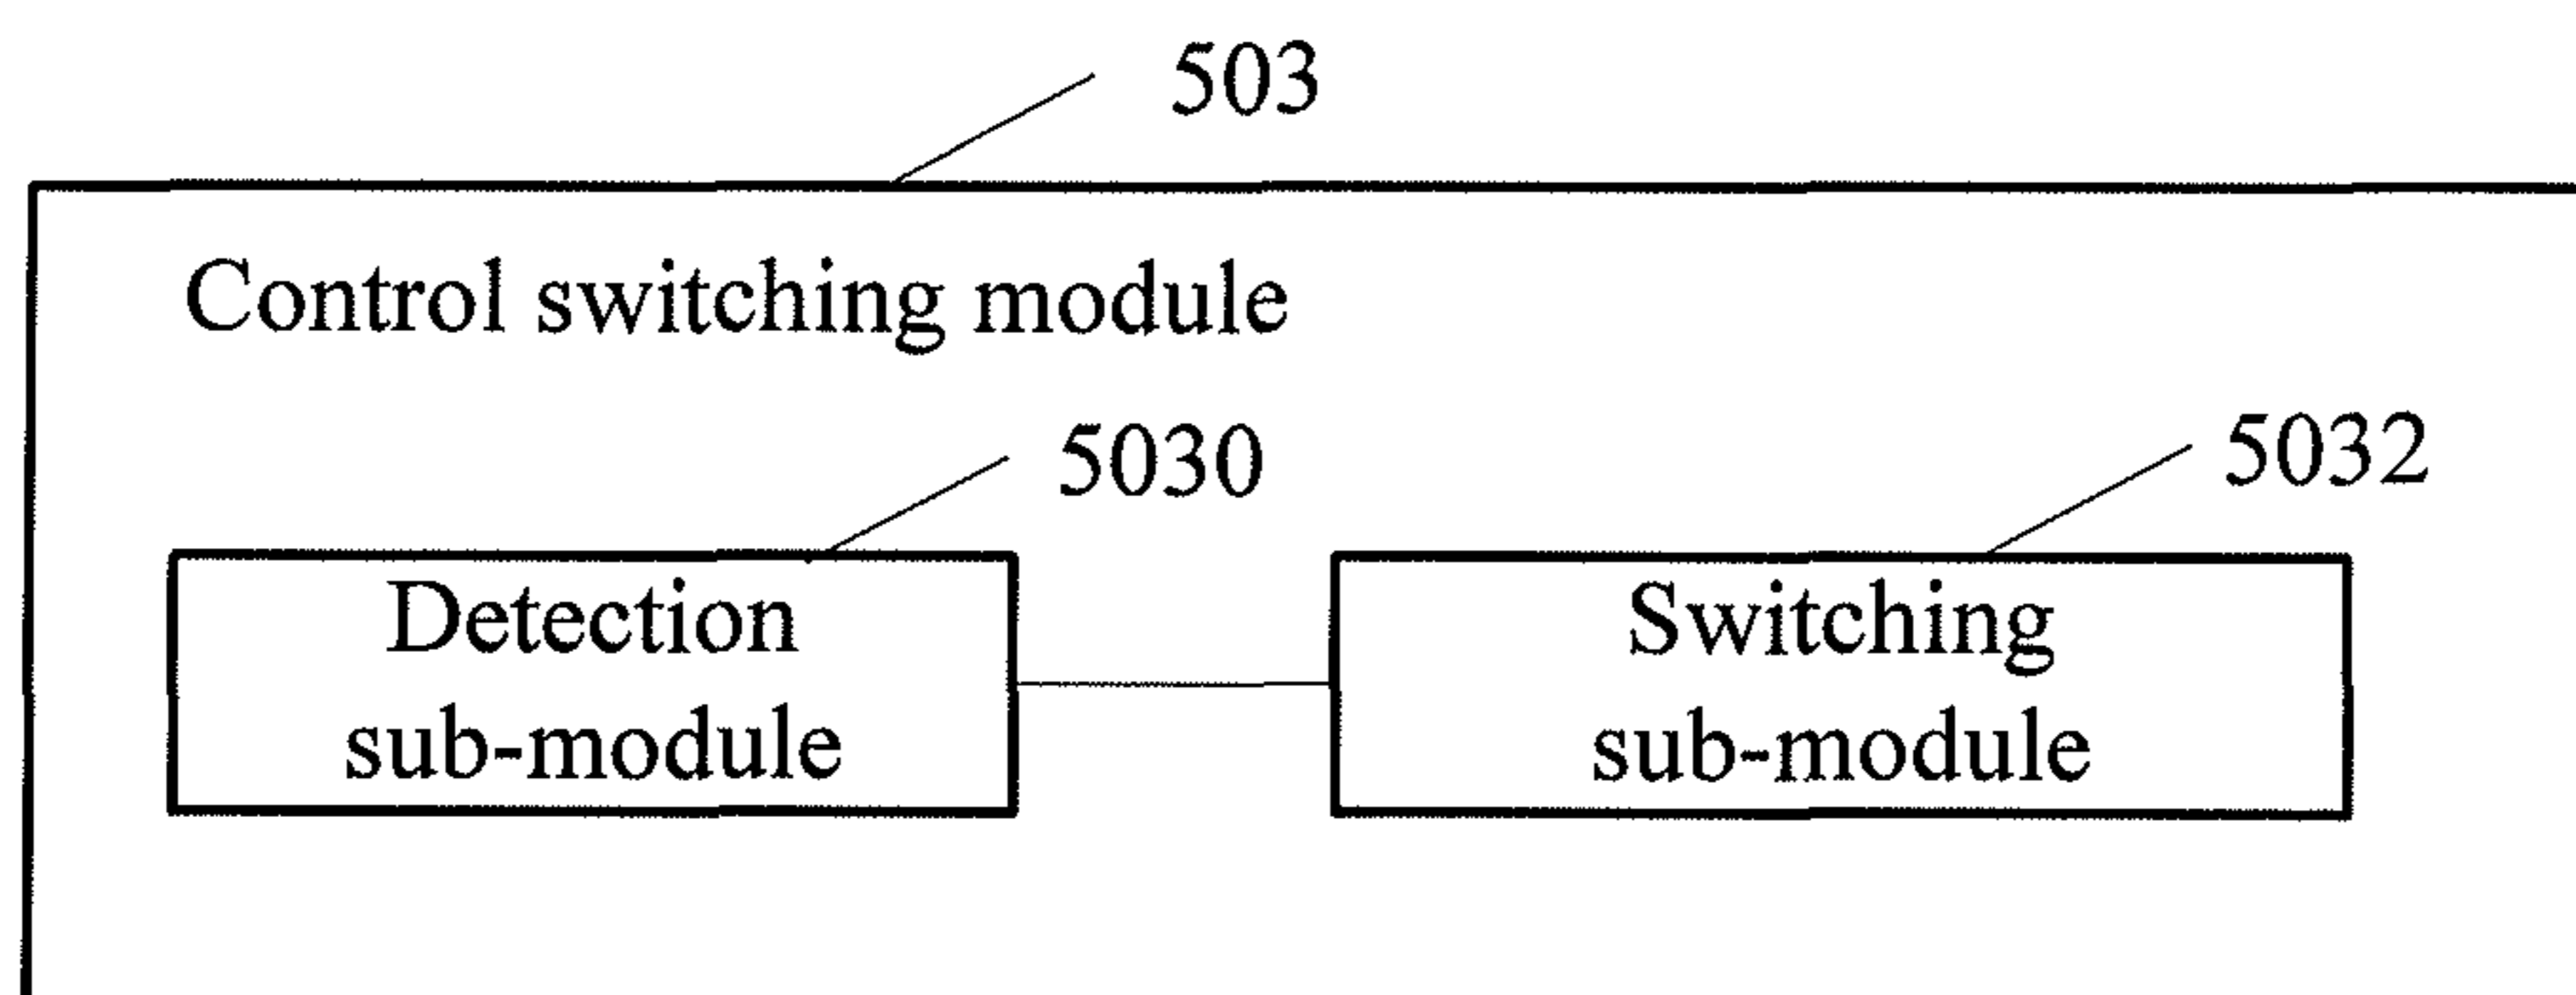 503
Control switching module
5030
5032
Detection
sub-module
Switching
sub-module